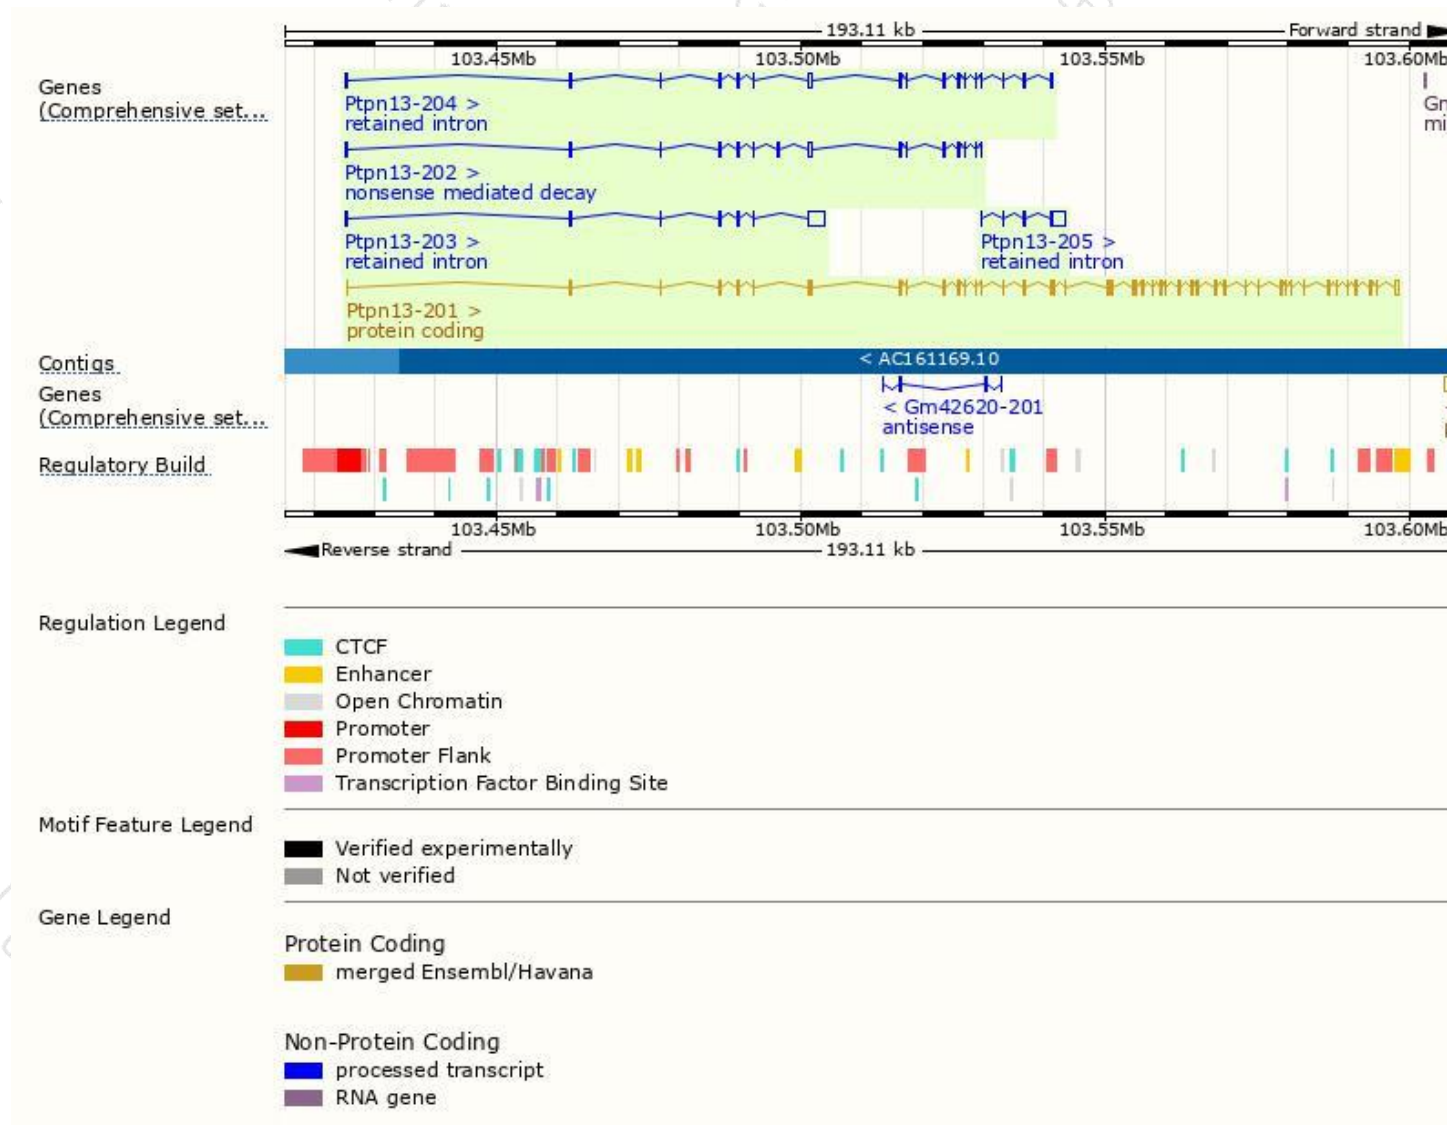 193.11 kb
Forward strand
103.45Mb 103.50Mb 103.55Mb 103.60Mb
Genes
(Comprehensive set...
Ptpn13-204 >
retained intron
Gm
mi
Ptpn13-202 >
nonsense mediated decay
Ptpn13-203 >
retained intron
Ptpn13-205 >
retained intron
Ptpn13-201 >
protein coding
Contigs
< AC161169.10
Genes
(Comprehensive set...
< Gm42620-201
antisense
Regulatory Build
103.45Mb 103.50Mb 103.55Mb 103.60Mb
Reverse strand
193.11 kb
Regulation Legend
CTCF
Enhancer
Open Chromatin
Promoter
Promoter Flank
Transcription Factor Binding Site
Motif Feature Legend
Verified experimentally
Not verified
Gene Legend
Protein Coding
merged Ensembl/Havana
Non-Protein Coding
processed transcript
RNA gene